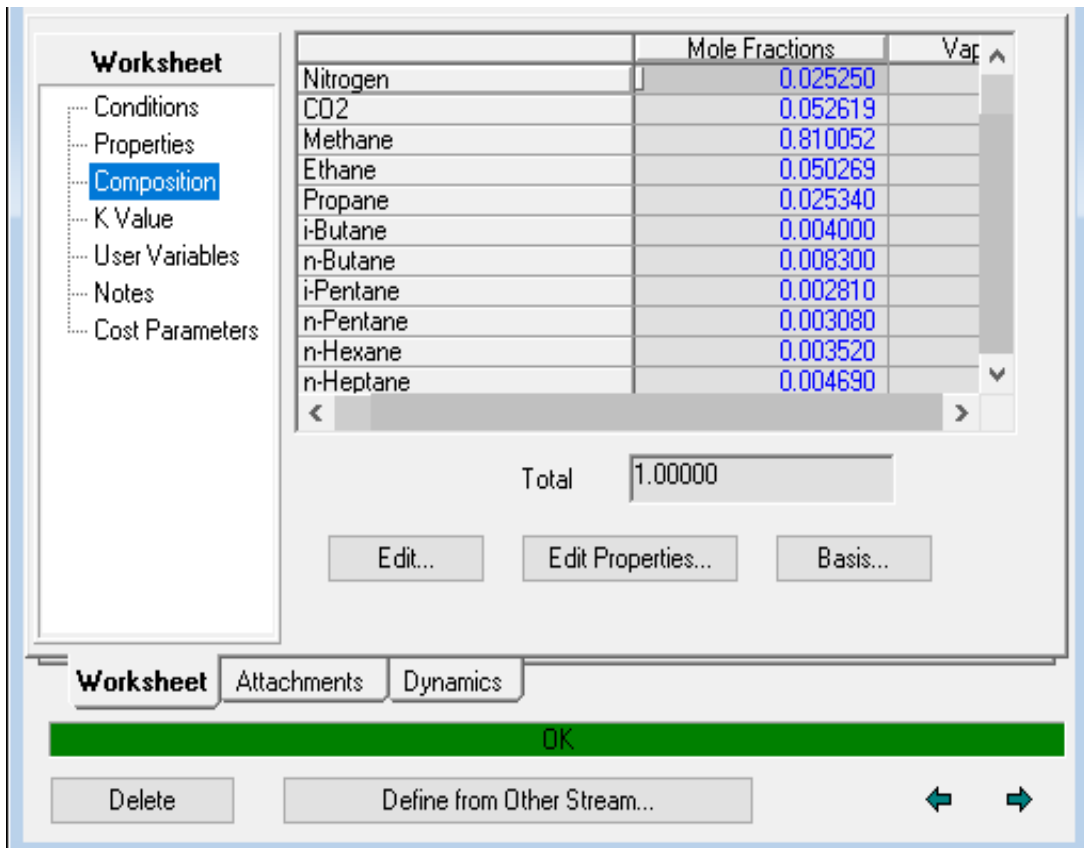 Worksheet
Conditions
Properties
Composition
K Value
User Variables
Notes
Cost Parameters
Mole Fractions Vap
Nitrogen 0.025250
CO2 0.052619
Methane 0.810052
Ethane 0.050269
Propane 0.025340
i-Butane 0.004000
n-Butane 0.008300
i-Pentane 0.002810
n-Pentane 0.003080
n-Hexane 0.003520
n-Heptane 0.004690
Total 1.00000
Edit... Edit Properties... Basis...
Worksheet Attachments Dynamics
OK
Delete Define from Other Stream...